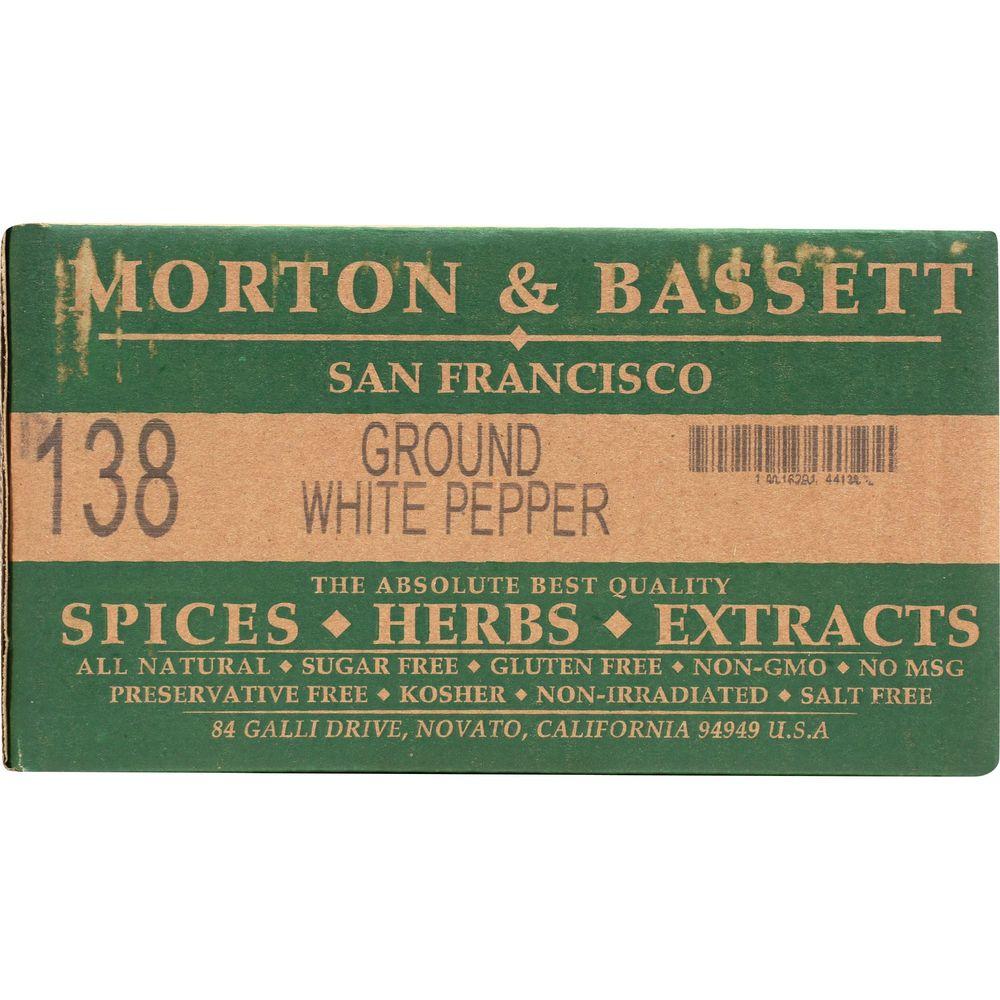 MORTON & BASSETT
SAN FRANCISCO
138
GROUND
WHITE PEPPER
THE ABSOLUTE BEST QUALITY
SPICES ◆ HERBS ◆ EXTRACTS
ALL NATURAL ◆ SUGAR FREE ◆ GLUTEN FREE ◆ NON-GMO ◆ NO MSG
PRESERVATIVE FREE ◆ KOSHER ◆ NON-IRRADIATED ◆ SALT FREE
84 GALLI DRIVE, NOVATO, CALIFORNIA 94949 U.S.A